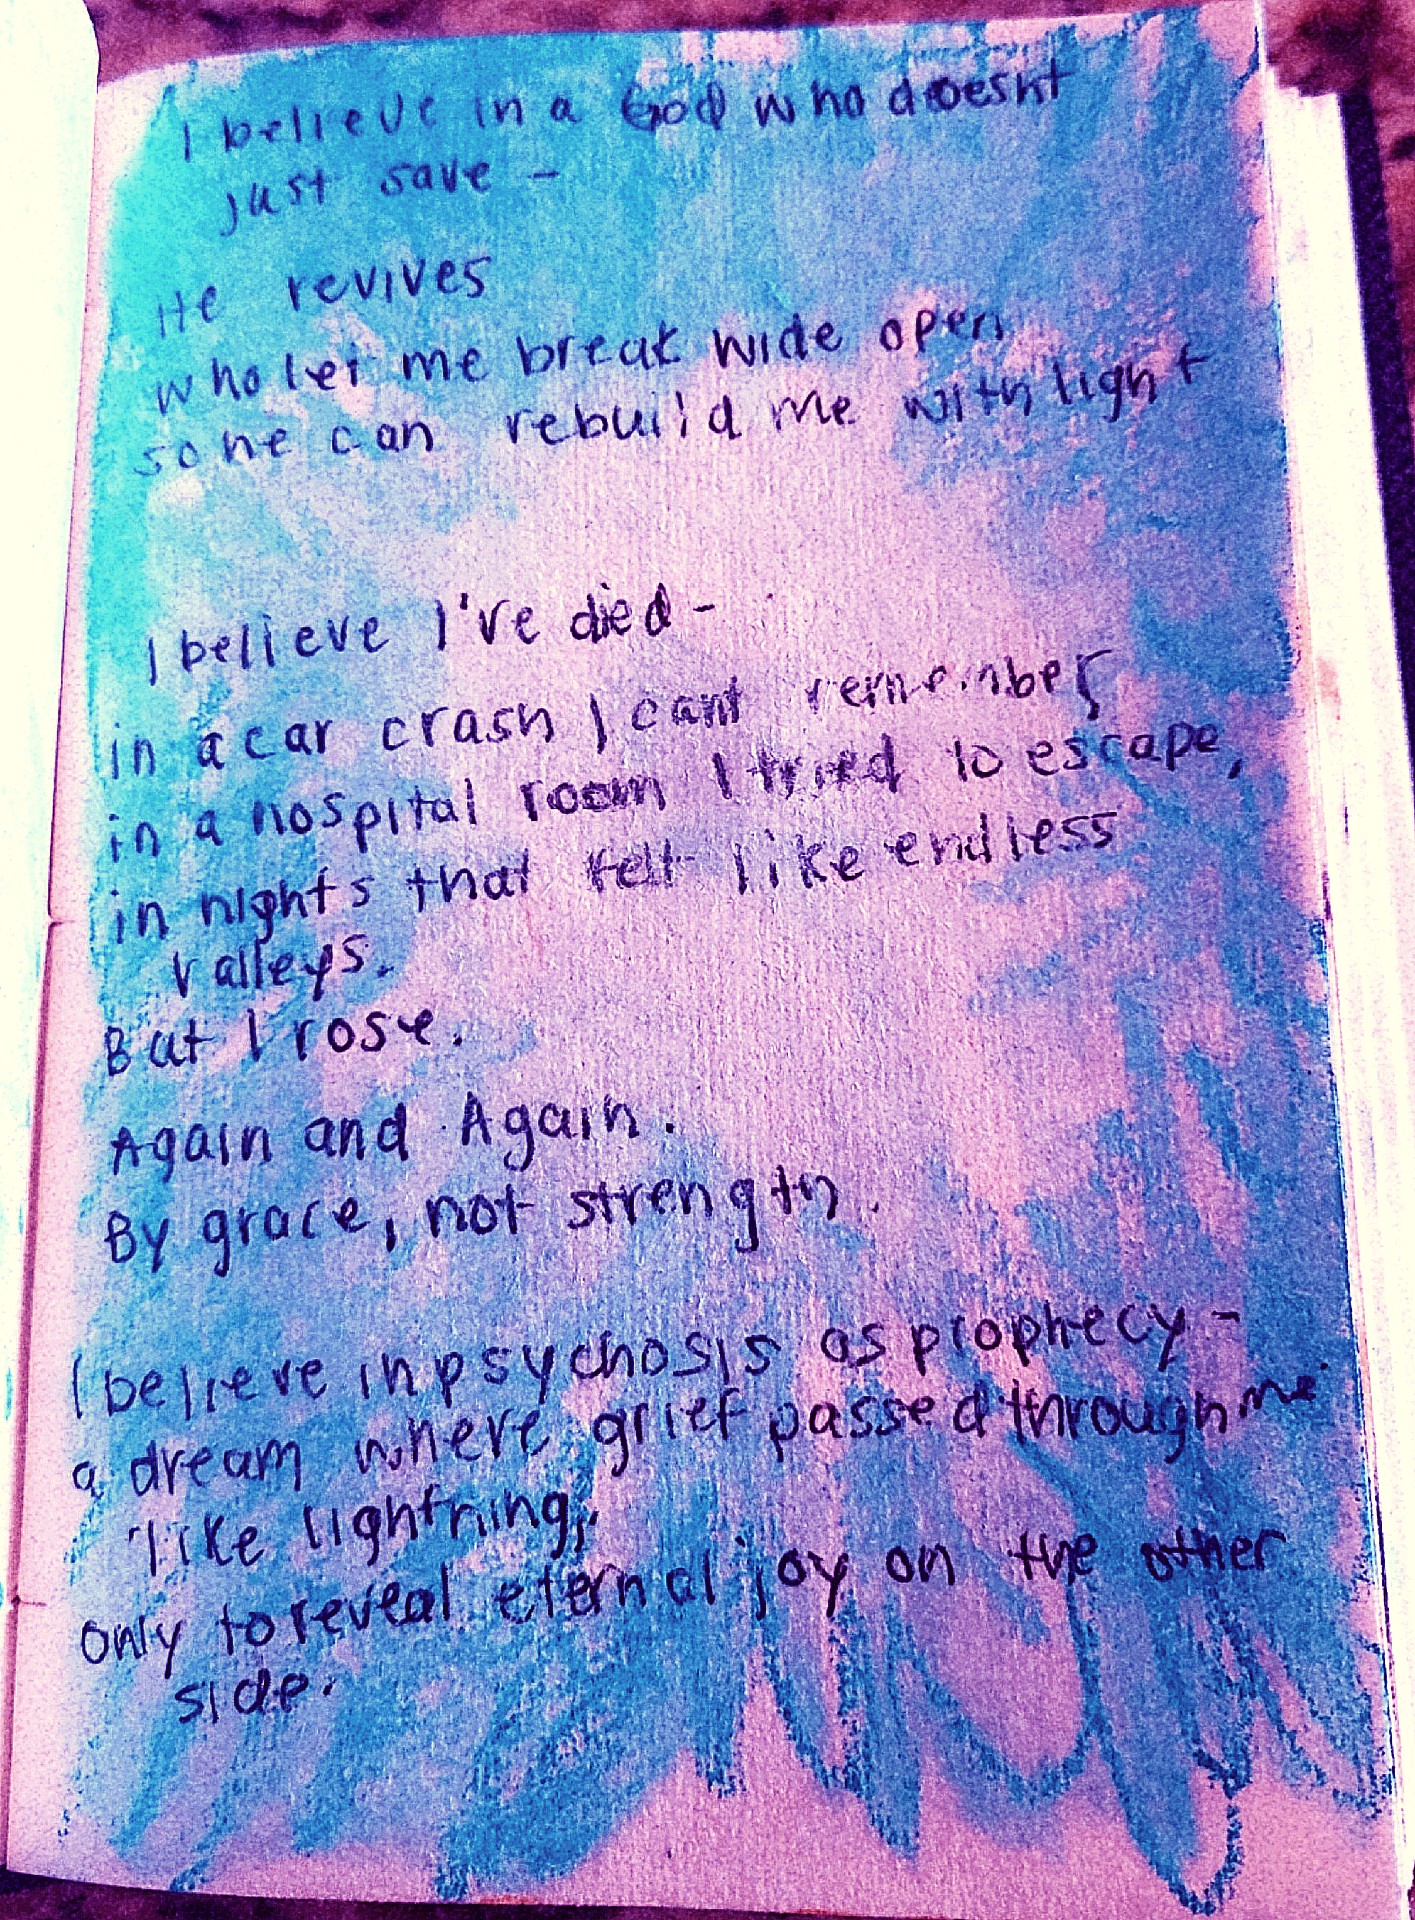 I believe in a God who doesnt
just save -
He revives
who let me break wide open
so he can rebuild me with light
I believe I've died -
in a car crash I cant remember
in a hospital room I tried to escape,
in nights that felt like endless
valleys.
But I rose.
Again and Again.
By grace, not strength.
I believe in psychosis as prophecy -
a dream where grief passed through me
like lightning,
only to reveal eternal joy on the other
side.